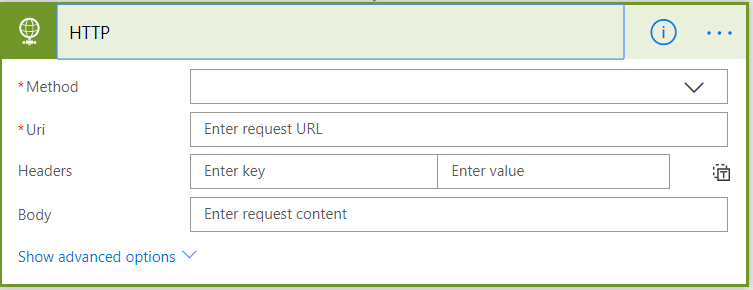 HTTP
* Method
* Uri Enter request URL
Headers Enter key Enter value
Body Enter request content
Show advanced options